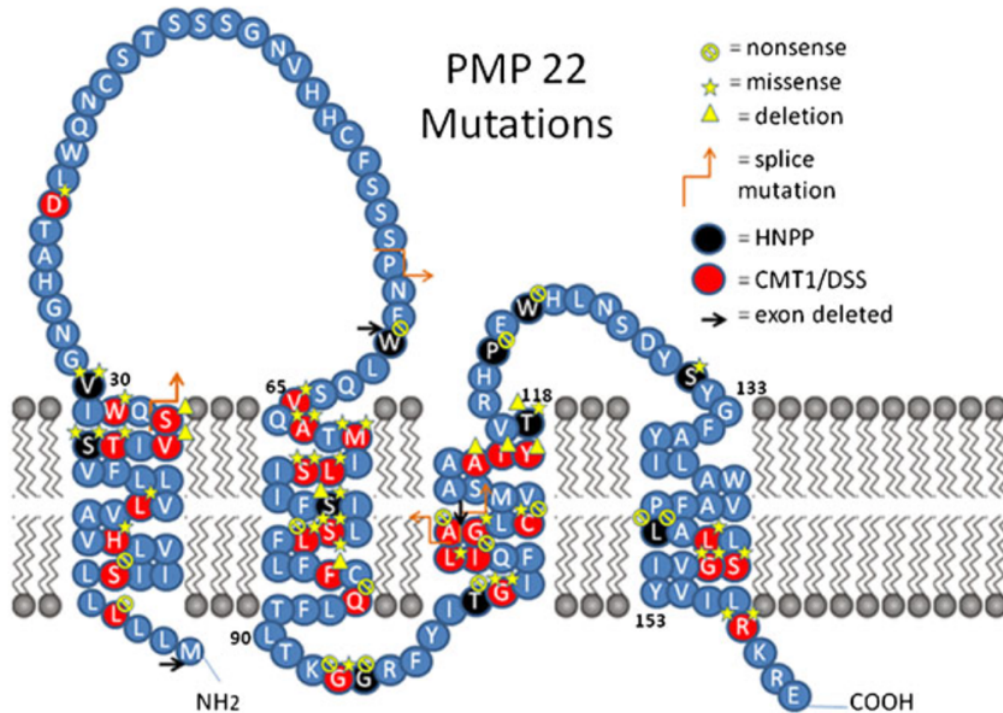 PMP 22
Mutations
= nonsense
= missense
= deletion
= splice
mutation
= HNPP
= CMT1/DSS
= exon deleted
V G N G H A T D L W Q N C S T S S S G N V H H C F S S S P N E W L Q S V
30
I W Q S
S T I V
V F L L
A V L V
V H L V
L S I I
L L L L M
NH2
65
Q A T M
I S L I
I F S I
F L S L
L F F C
T F L Q
90
L T K G G R F Y I T G I
L I Q F
A G L C
A S M V
A A I Y
118
V T
R H P E W H L N S D Y S Y G
133
Y A F
I L
A W
P F A V
L A L L
I V G S
Y V I L
153
R K R E
COOH